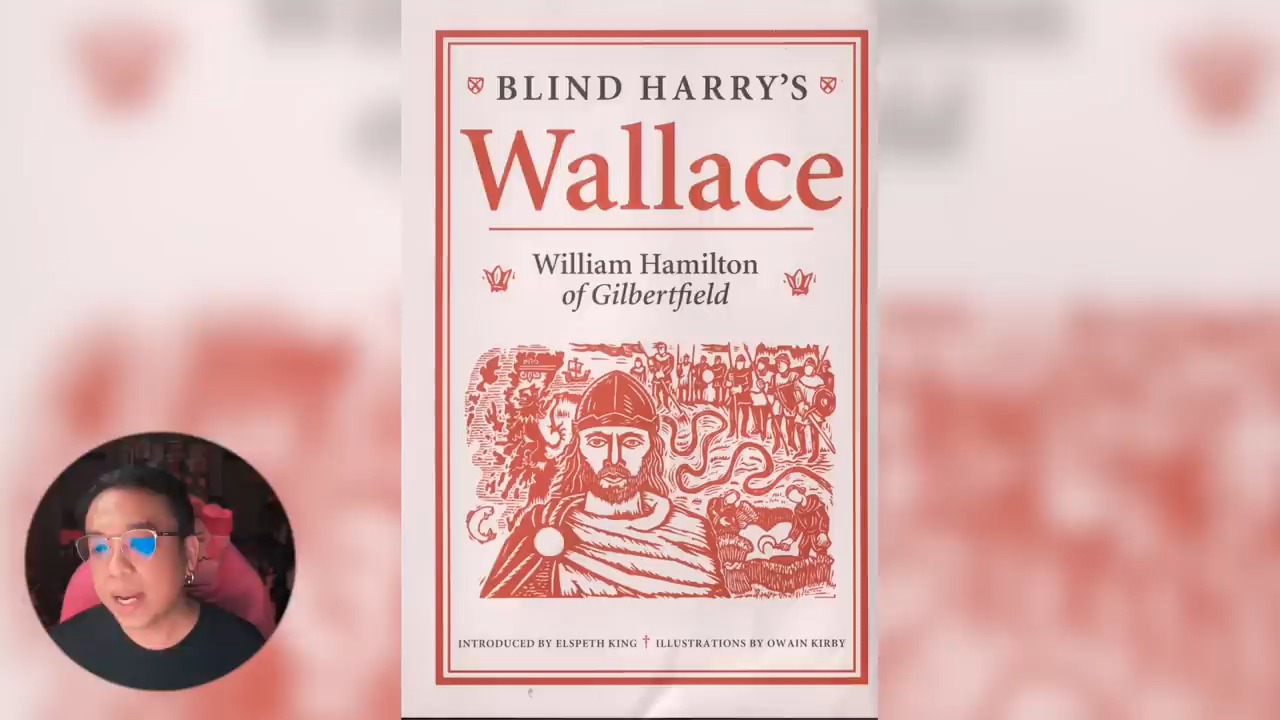 BLIND HARRY'S
Wallace
William Hamilton
of Gilbertfield
INTRODUCED BY ELSPETH KING † ILLUSTRATIONS BY OWAIN KIRBY